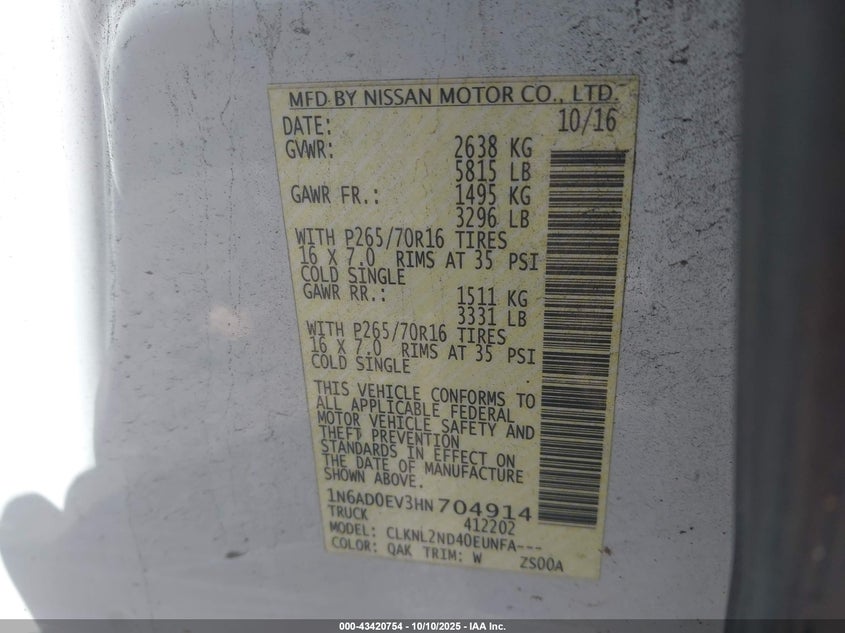 MFD BY NISSAN MOTOR CO., LTD.
DATE: 10/16
GVWR: 2638 KG
5815 LB
GAWR FR.: 1495 KG
3296 LB
WITH P265/70R16 TIRES
16 X 7.0 RIMS AT 35 PSI
COLD SINGLE
GAWR RR.: 1511 KG
3331 LB
WITH P265/70R16 TIRES
16 X 7.0 RIMS AT 35 PSI
COLD SINGLE
THIS VEHICLE CONFORMS TO
ALL APPLICABLE FEDERAL
MOTOR VEHICLE SAFETY AND
THEFT PREVENTION
STANDARDS IN EFFECT ON
THE DATE OF MANUFACTURE
SHOWN ABOVE.
1N6AD0EV3HN704914
TRUCK 412202
MODEL: CLKNL2ND40EUNFA---
COLOR: QAK TRIM: W ZS00A
000-43420754 - 10/10/2025 - IAA Inc.